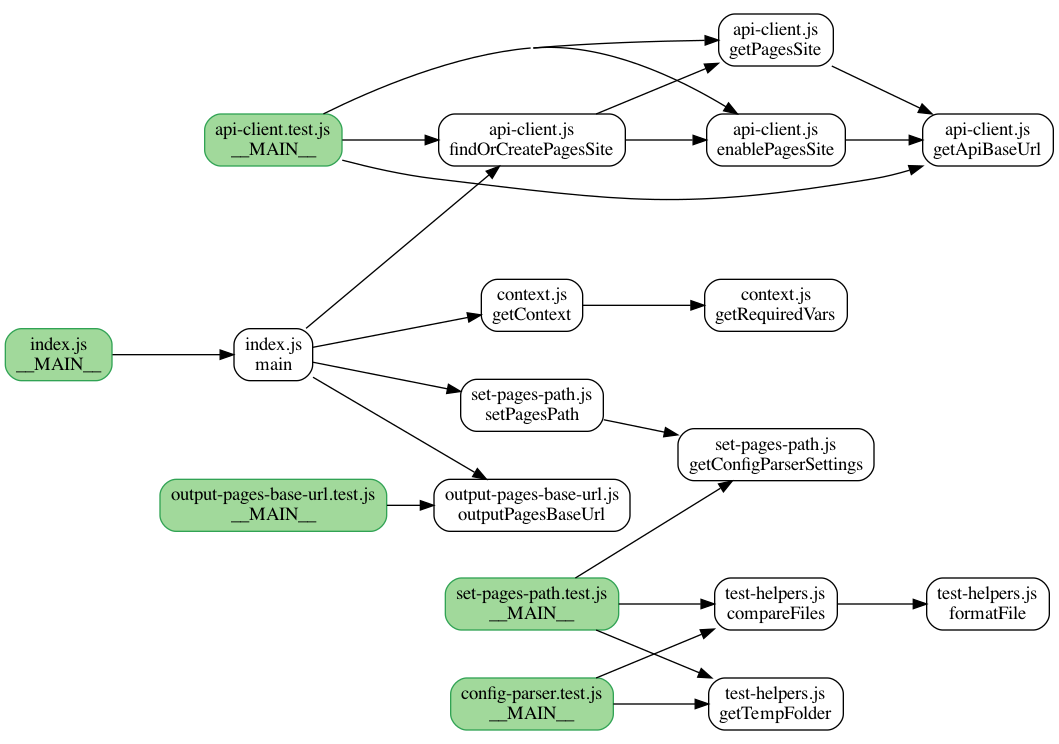 api-client.js
getPagesSite
api-client.test.js
__MAIN__
api-client.js
findOrCreatePagesSite
api-client.js
enablePagesSite
api-client.js
getApiBaseUrl
context.js
getContext
context.js
getRequiredVars
index.js
__MAIN__
index.js
main
set-pages-path.js
setPagesPath
set-pages-path.js
getConfigParserSettings
output-pages-base-url.test.js
__MAIN__
output-pages-base-url.js
outputPagesBaseUrl
set-pages-path.test.js
__MAIN__
test-helpers.js
compareFiles
test-helpers.js
formatFile
config-parser.test.js
__MAIN__
test-helpers.js
getTempFolder